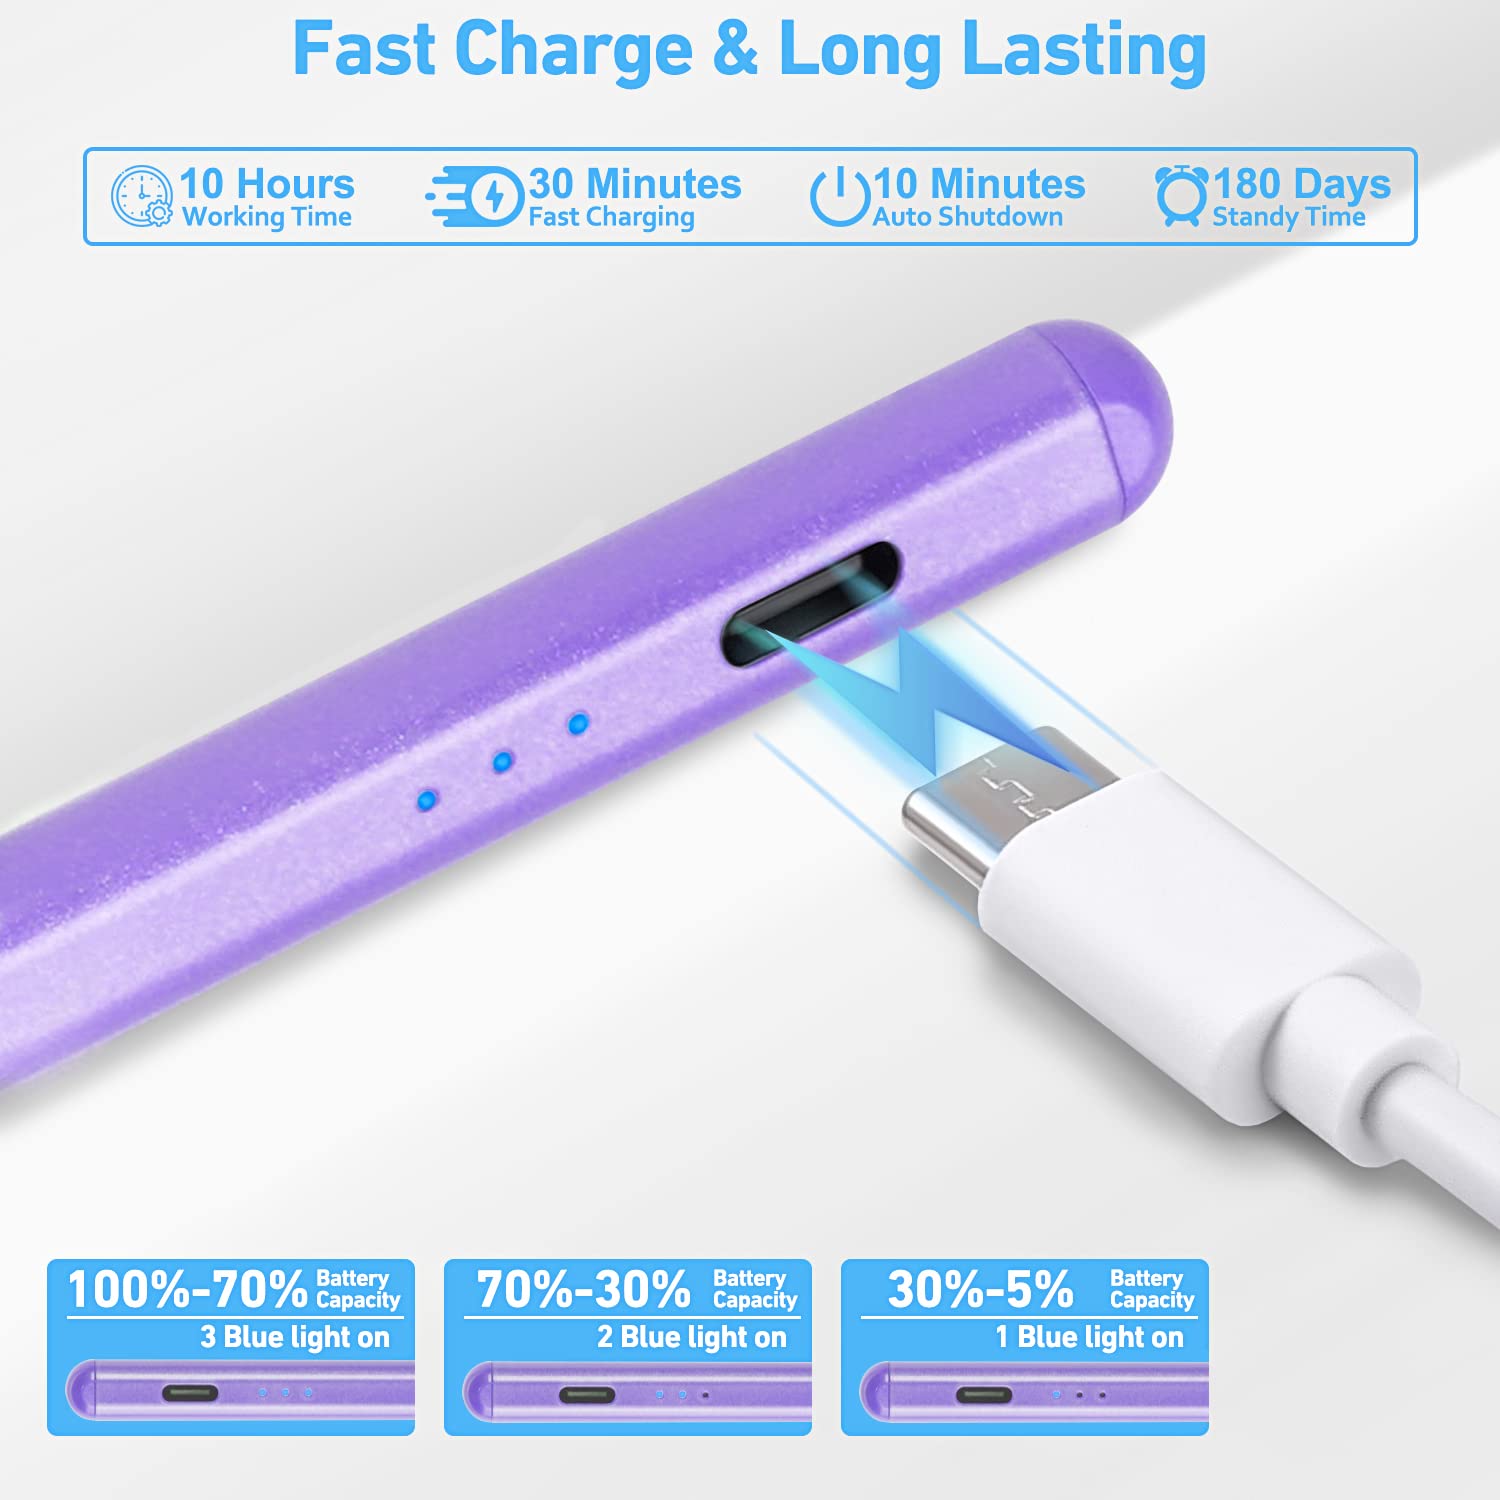 Fast Charge & Long Lasting
10 Hours
Working Time
30 Minutes
Fast Charging
10 Minutes
Auto Shutdown
180 Days
Standy Time
100%-70% Battery Capacity
3 Blue light on
70%-30% Battery Capacity
2 Blue light on
30%-5% Battery Capacity
1 Blue light on